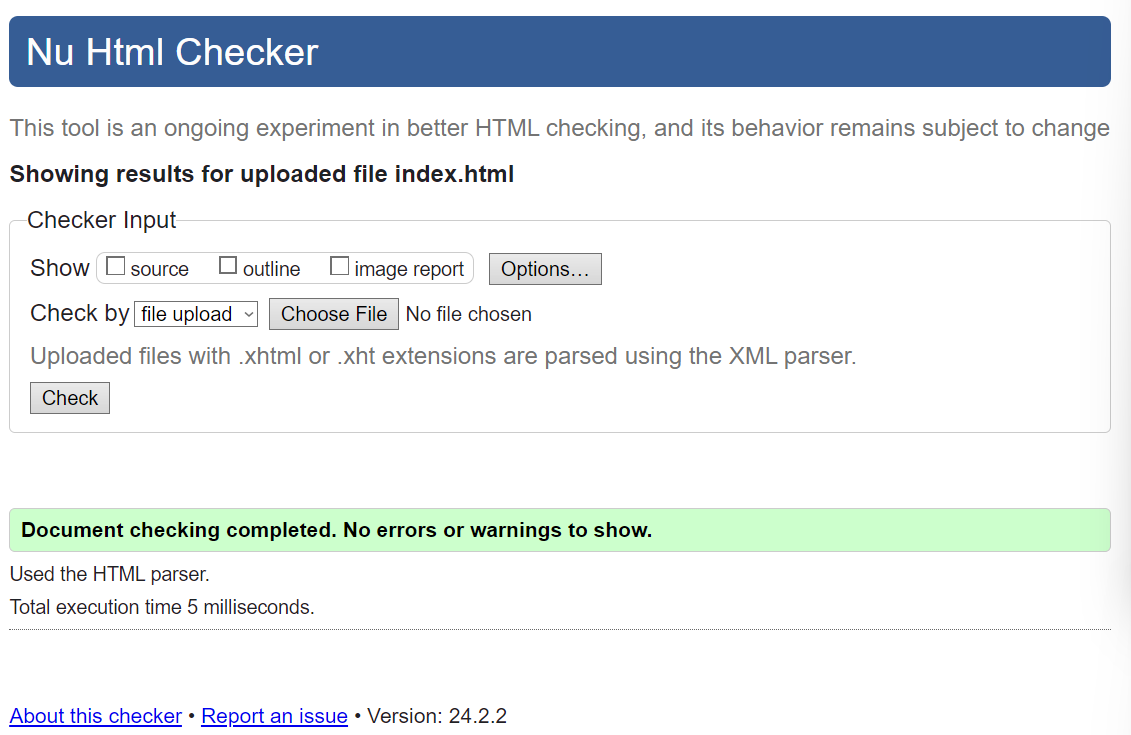 Nu Html Checker
This tool is an ongoing experiment in better HTML checking, and its behavior remains subject to change
Showing results for uploaded file index.html
Checker Input
Show source outline image report Options…
Check by file upload Choose File No file chosen
Uploaded files with .xhtml or .xht extensions are parsed using the XML parser.
Check
Document checking completed. No errors or warnings to show.
Used the HTML parser.
Total execution time 5 milliseconds.
About this checker • Report an issue • Version: 24.2.2